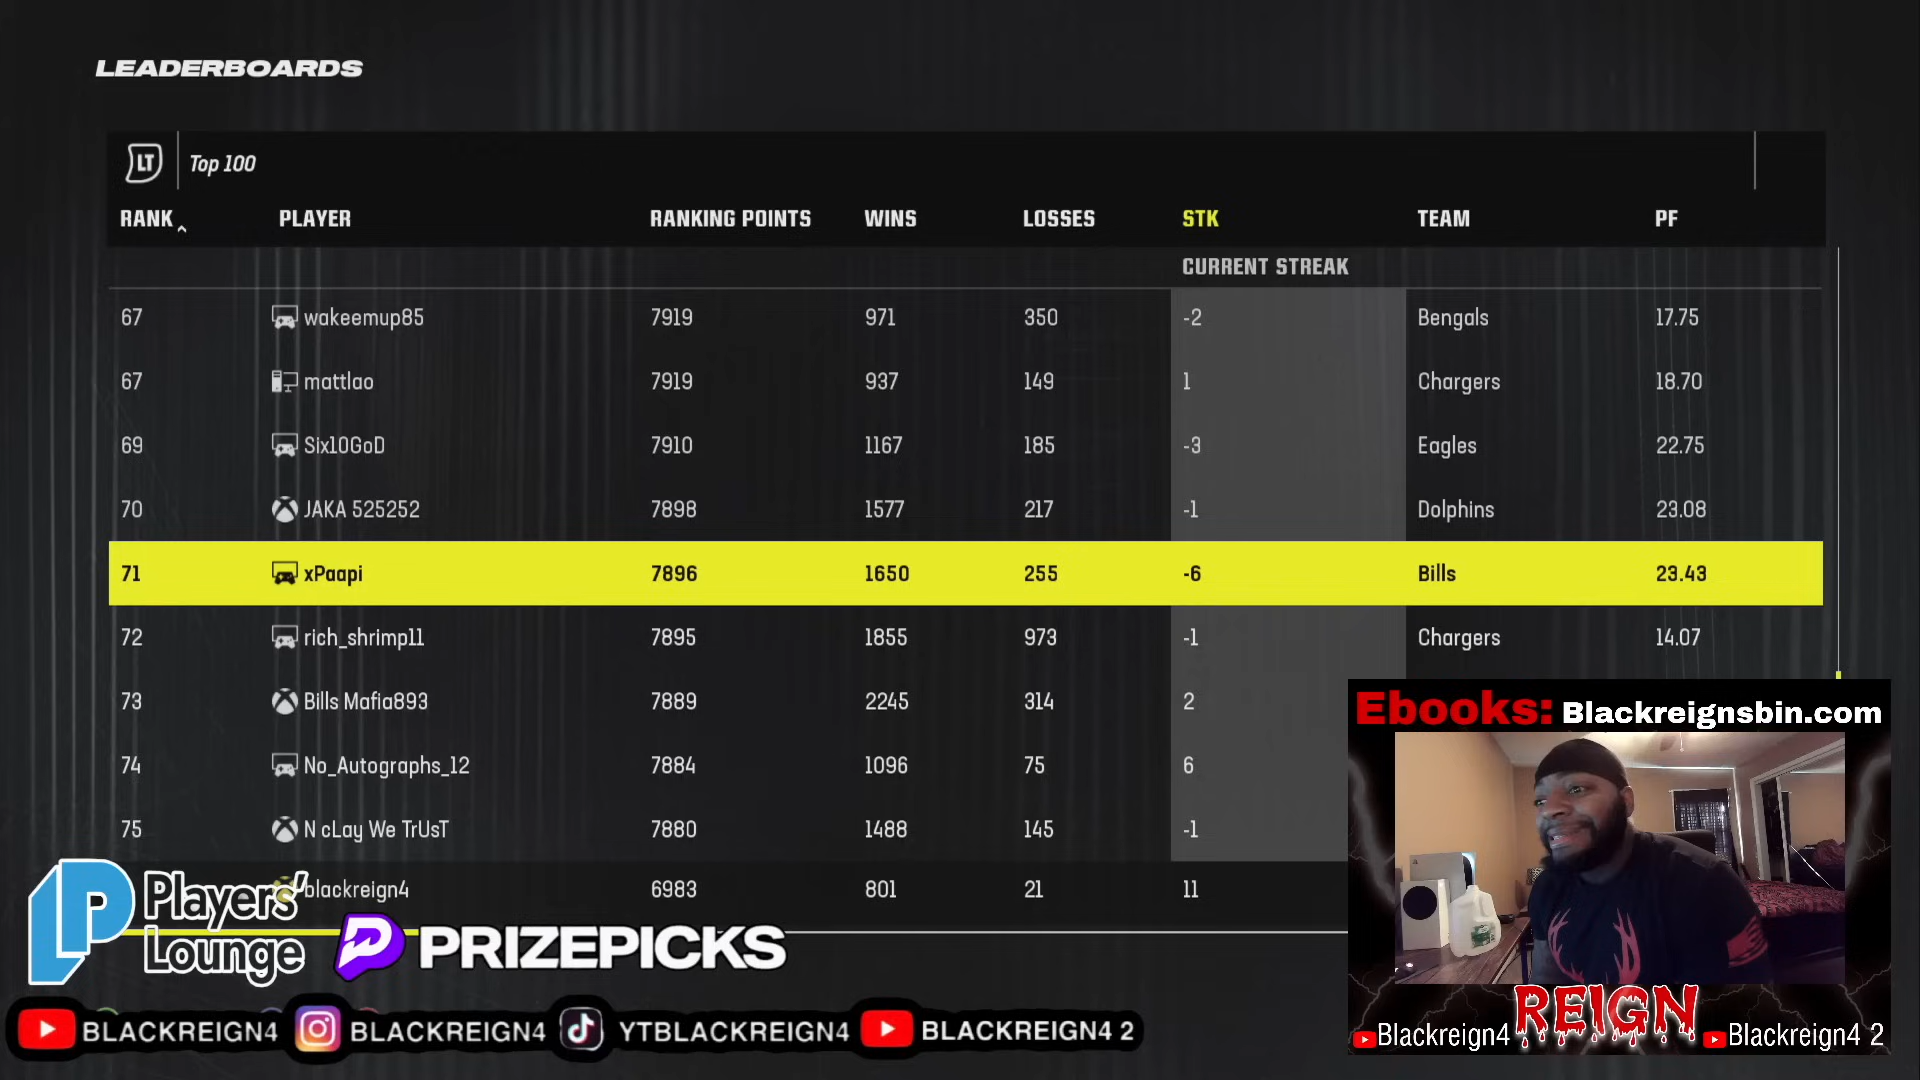 LEADERBOARDS
LT Top 100
RANK PLAYER RANKING POINTS WINS LOSSES STK TEAM PF
CURRENT STREAK
67 wakeemup85 7919 971 350 -2 Bengals 17.75
67 mattlao 7919 937 149 1 Chargers 18.70
69 Six10GoD 7910 1167 185 -3 Eagles 22.75
70 JAKA 525252 7898 1577 217 -1 Dolphins 23.08
71 xPaapi 7896 1650 255 -6 Bills 23.43
72 rich_shrimp11 7895 1855 973 -1 Chargers 14.07
73 Bills Mafia893 7889 2245 314 2
74 No_Autographs_12 7884 1096 75 6
75 N cLay We TrUsT 7880 1488 145 -1
blackreign4 6983 801 21 11
Ebooks: Blackreignsbin.com
Players'
Lounge
PRIZEPICKS
BLACKREIGN4 BLACKREIGN4 YTBLACKREIGN4 BLACKREIGN4 2
REIGN
Blackreign4 Blackreign4 2